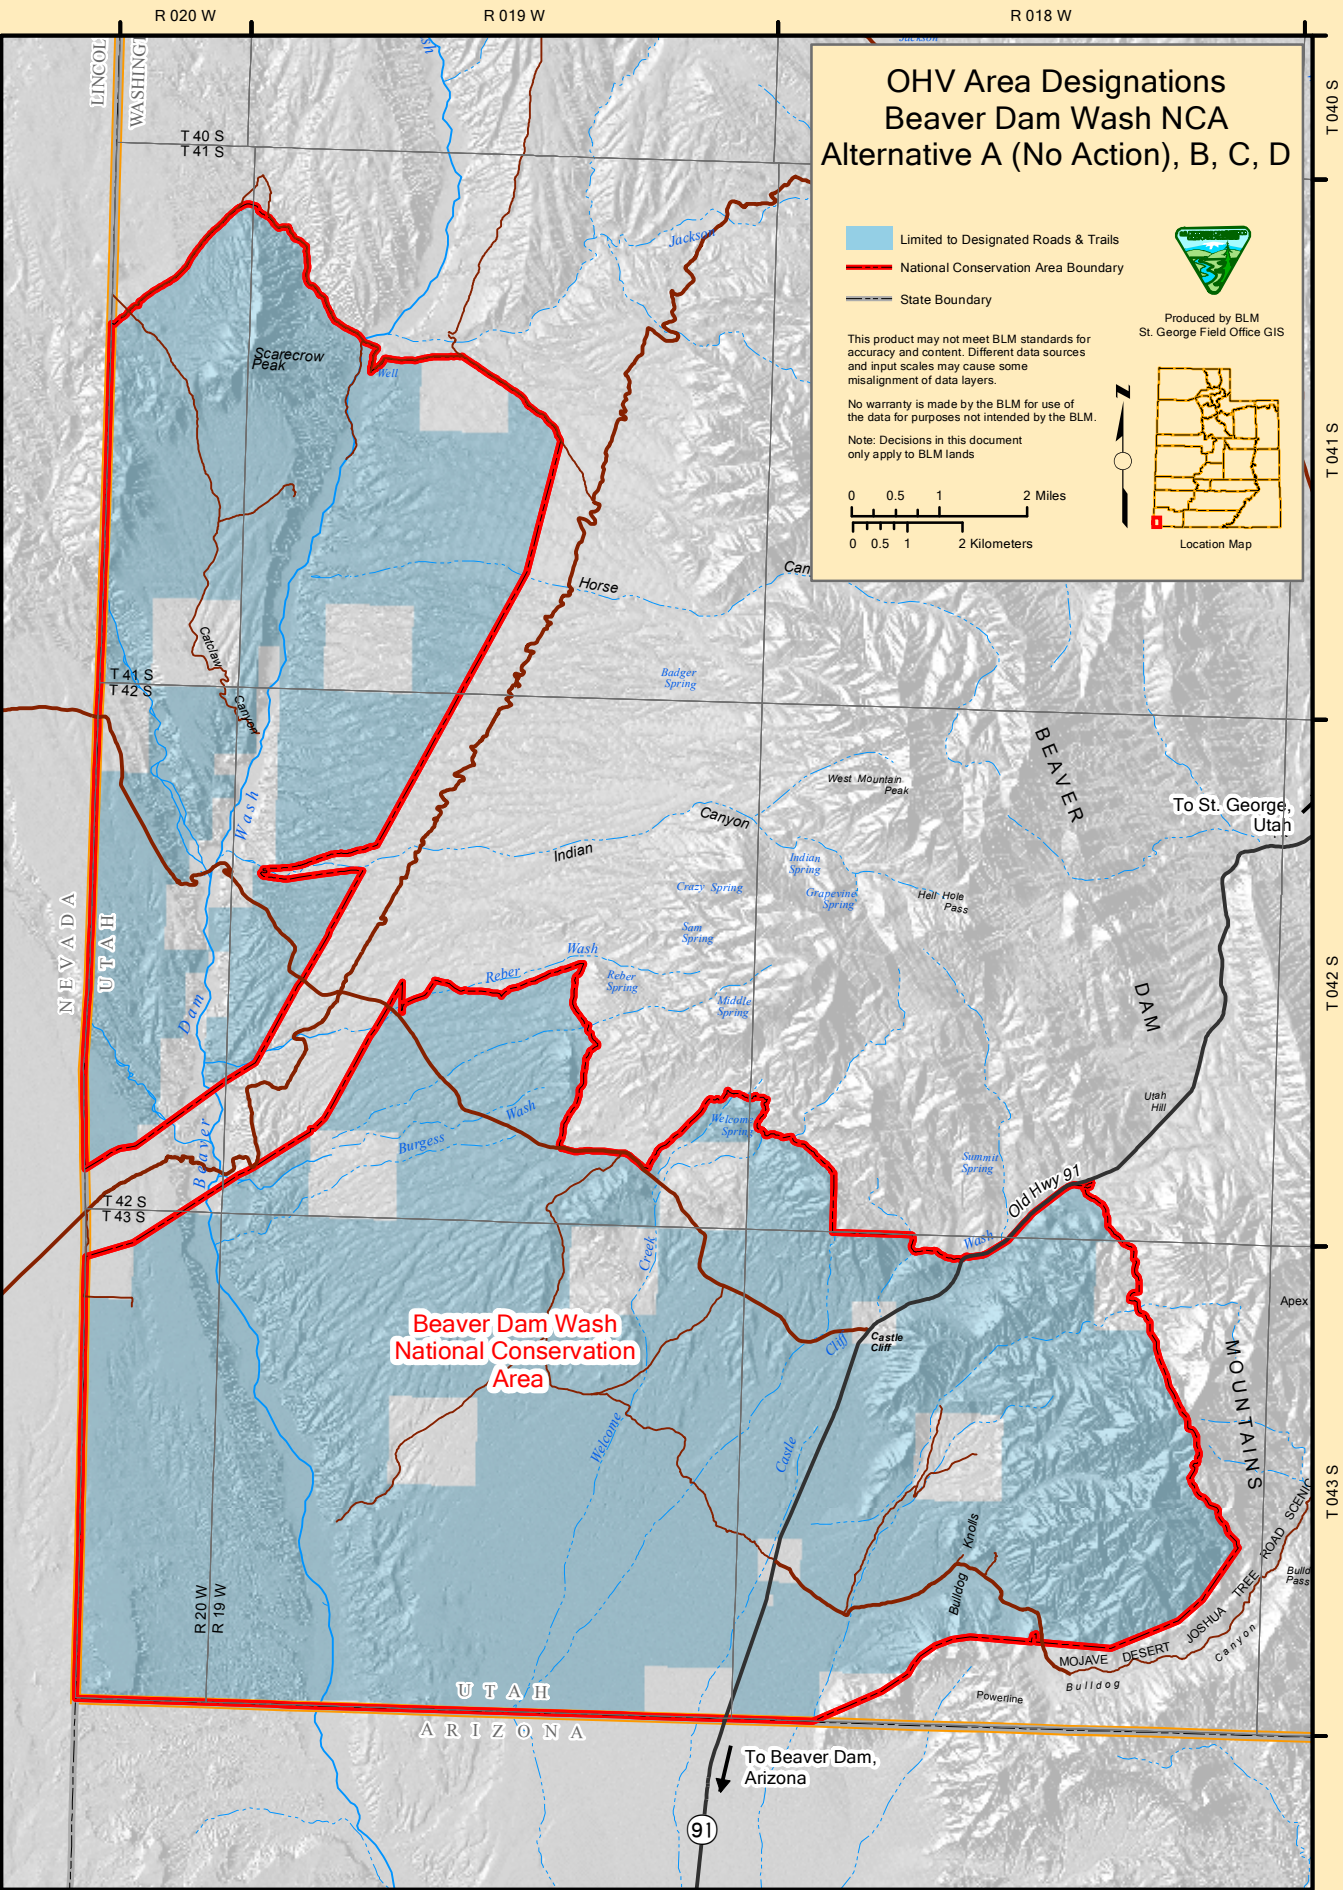 R 020 W
R 019 W
R 018 W
LINCOL
WASHINGT
T 40 S
T 41 S
OHV Area Designations
Beaver Dam Wash NCA
Alternative A (No Action), B, C, D
Limited to Designated Roads & Trails
National Conservation Area Boundary
State Boundary
Produced by BLM
St. George Field Office GIS
This product may not meet BLM standards for
accuracy and content. Different data sources
and input scales may cause some
misalignment of data layers.
No warranty is made by the BLM for use of
the data for purposes not intended by the BLM.
Note: Decisions in this document
only apply to BLM lands
0 0.5 1 2 Miles
0 0.5 1 2 Kilometers
Z
Location Map
T 040 S
T 041 S
T 042 S
T 043 S
Jackson
Jackson
sh
Scarecrow
Peak
Well
Horse
Can
Catclaw
Canyon
T 41 S
T 42 S
Badger
Spring
BEAVER
DAM
MOUNTAINS
West Mountain
Peak
To St. George,
Utah
Canyon
Indian
Wash
Indian
Spring
Crazy Spring
Grapevine
Spring
Hell Hole
Pass
Sam
Spring
NEVADA
UTAH
Wash
Reber
Reber
Spring
Middle
Spring
Dam
Utah
Hill
Wash
Burgess
Beaver
Welcome
Spring
Summit
Spring
Old Hwy 91
T 42 S
T 43 S
Creek
Wash
Apex
Beaver Dam Wash
National Conservation
Area
Castle
Cliff
Cliff
Welcome
Castle
Knolls
Bulldog
R 20 W
R 19 W
MOJAVE DESERT JOSHUA TREE ROAD SCENIC
Bulld
Pass
Canyon
Bulldog
Powerline
UTAH
ARIZONA
To Beaver Dam,
Arizona
91